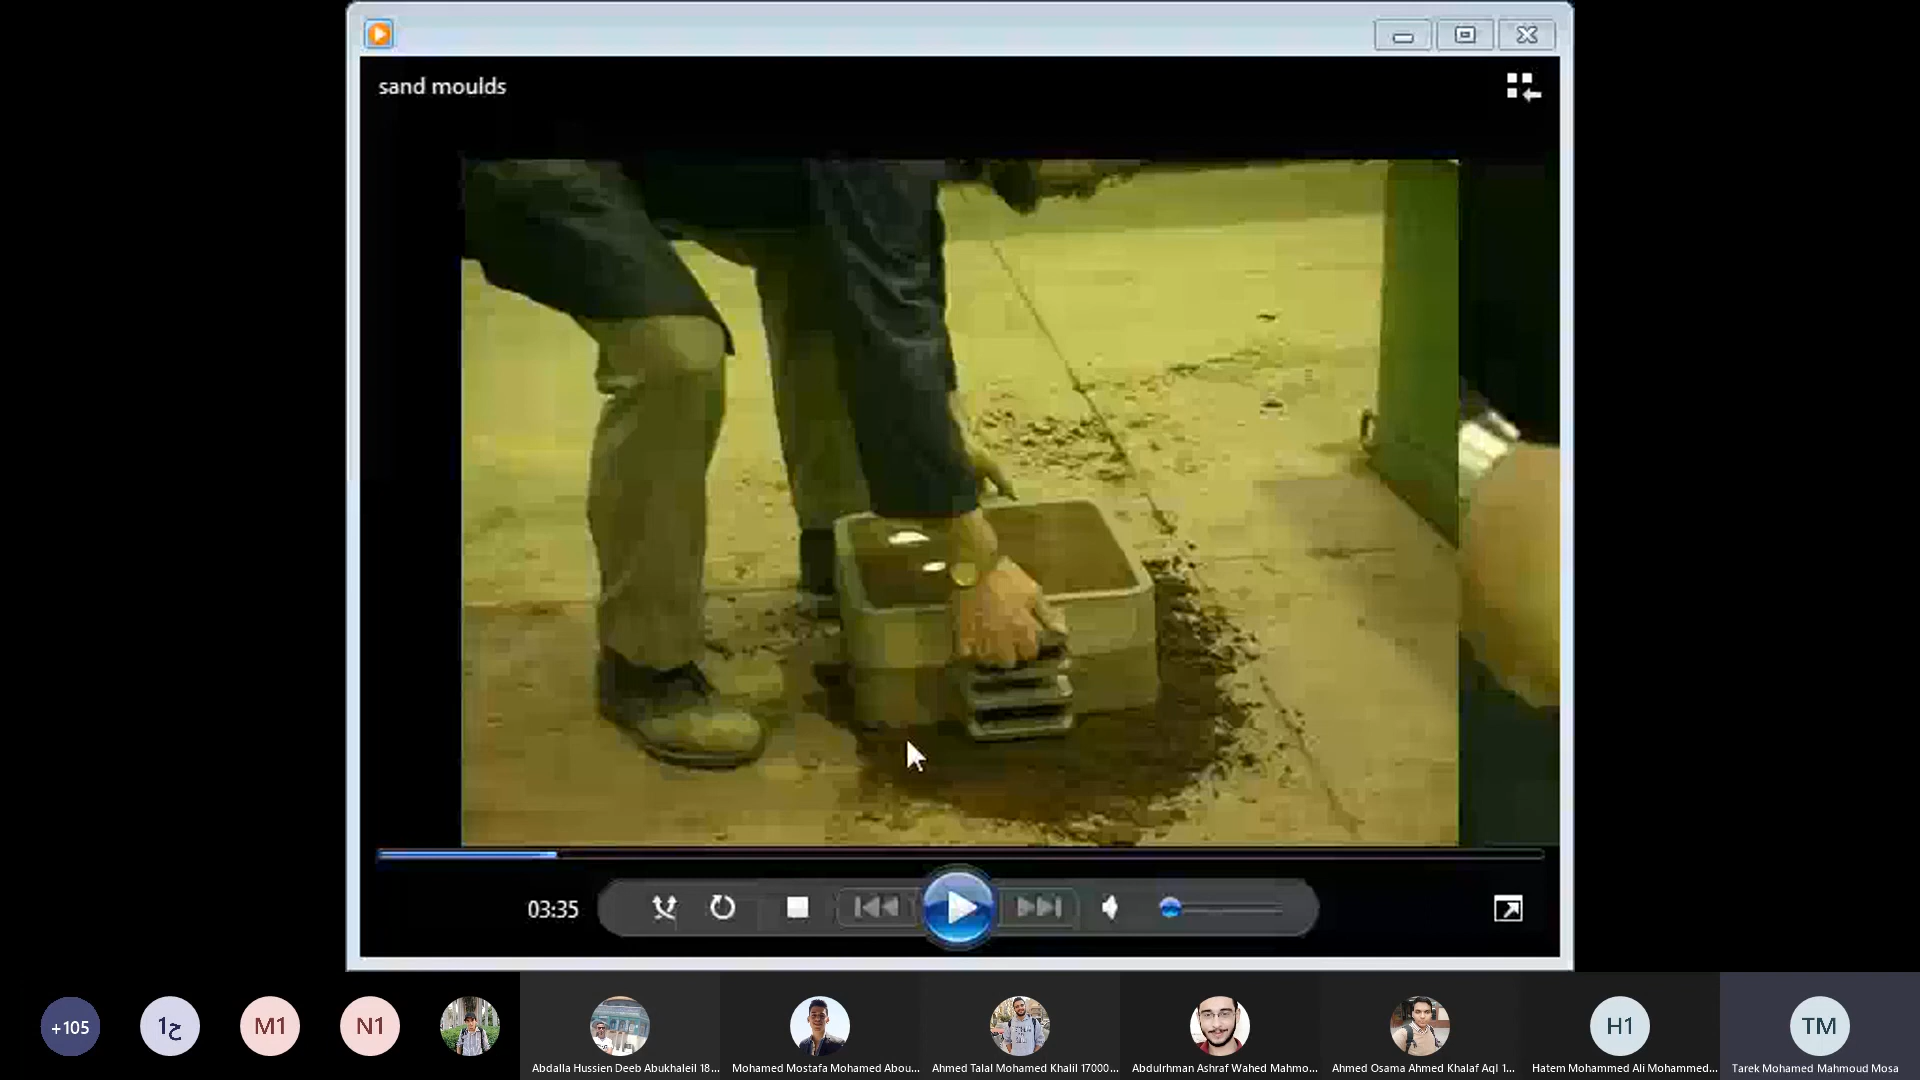 sand moulds
03:35
+105
ج1
M1
N1
H1
TM
Abdalla Hussien Deeb Abukhaleil 18...
Mohamed Mostafa Mohamed Abou...
Ahmed Talal Mohamed Khalil 17000...
Abdulrhman Ashraf Wahed Mahmo...
Ahmed Osama Ahmed Khalaf Aql 1...
Hatem Mohammed Ali Mohammed...
Tarek Mohamed Mahmoud Mosa